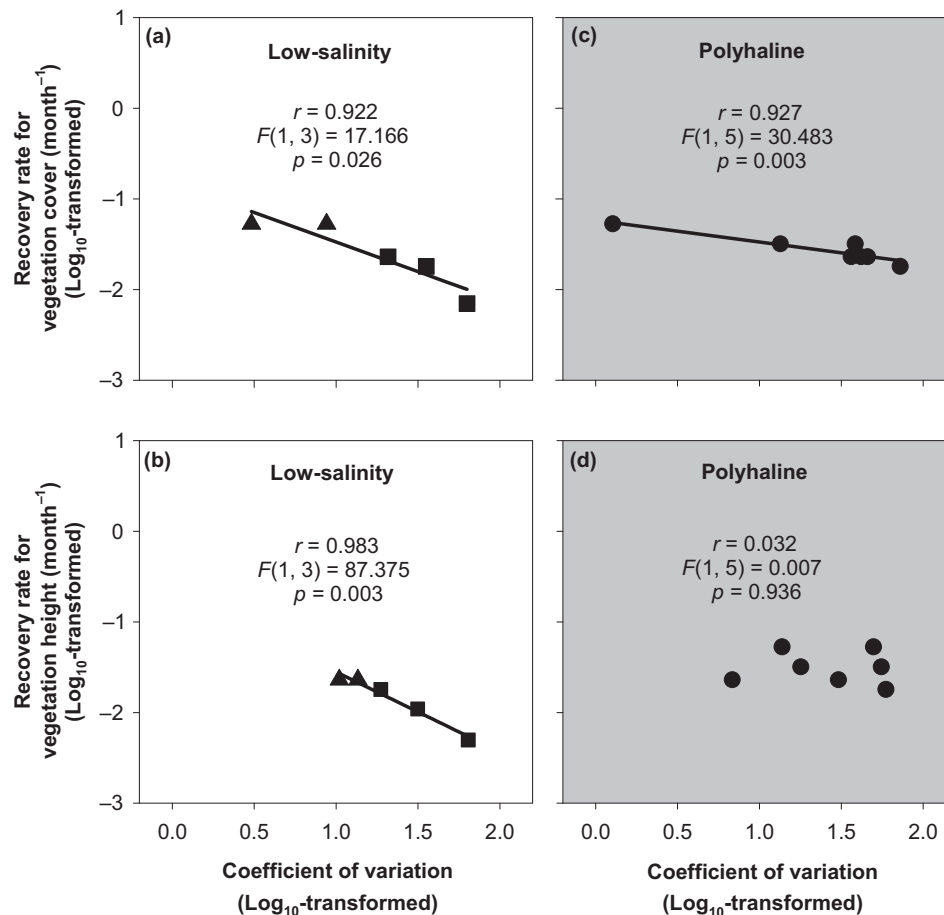 Recovery rate for
vegetation cover (month⁻¹)
(Log₁₀-transformed)
1
0
–1
–2
–3
(a)
Low-salinity
r = 0.922
F(1, 3) = 17.166
p = 0.026
(c)
Polyhaline
r = 0.927
F(1, 5) = 30.483
p = 0.003
Recovery rate for
vegetation height (month⁻¹)
(Log₁₀-transformed)
1
0
–1
–2
–3
(b)
Low-salinity
r = 0.983
F(1, 3) = 87.375
p = 0.003
(d)
Polyhaline
r = 0.032
F(1, 5) = 0.007
p = 0.936
0.0 0.5 1.0 1.5 2.0
Coefficient of variation
(Log₁₀-transformed)
0.0 0.5 1.0 1.5 2.0
Coefficient of variation
(Log₁₀-transformed)